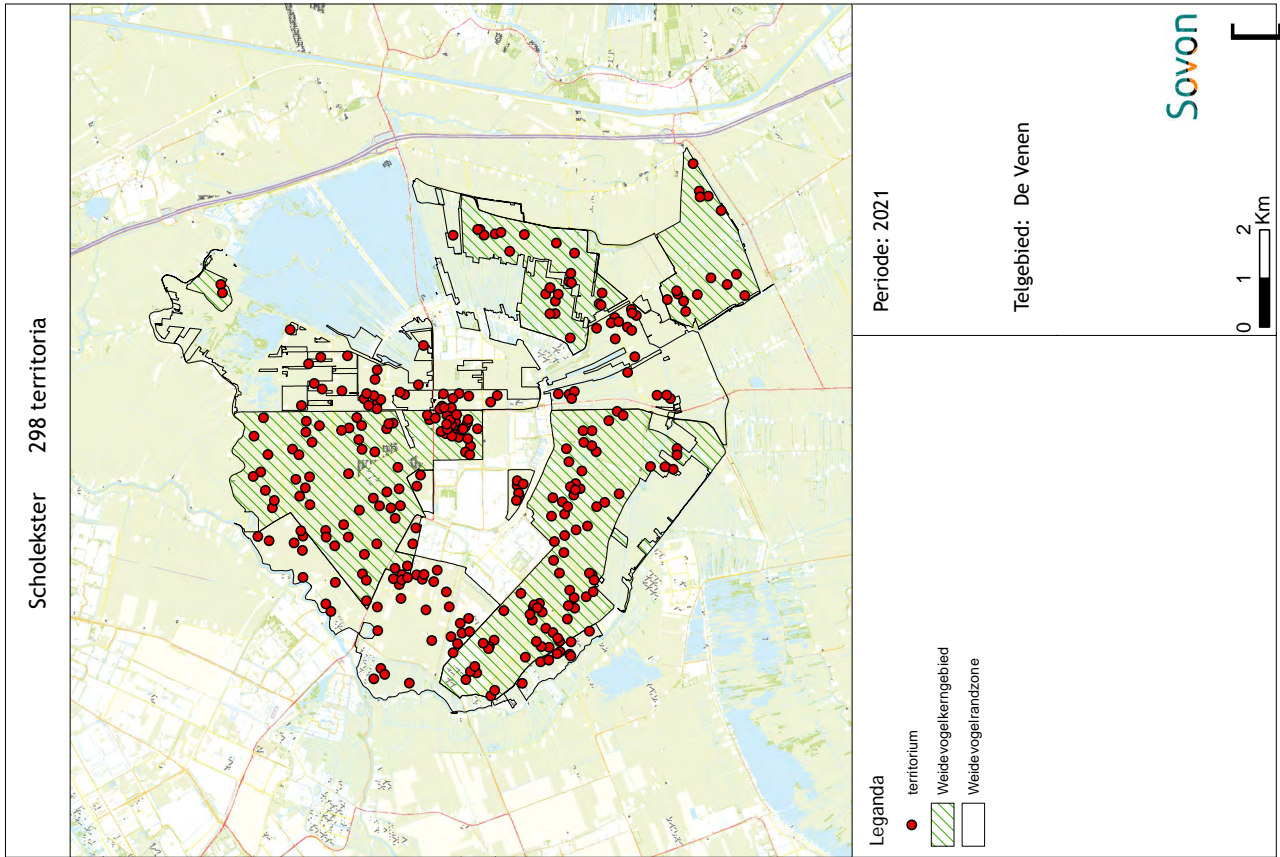 Scholekster 298 territoria
Leganda
territorium
Weidevogelkerngebied
Weidevogelrandzone
Periode: 2021
Telgebied: De Venen
0 1 2
Km
Sovon